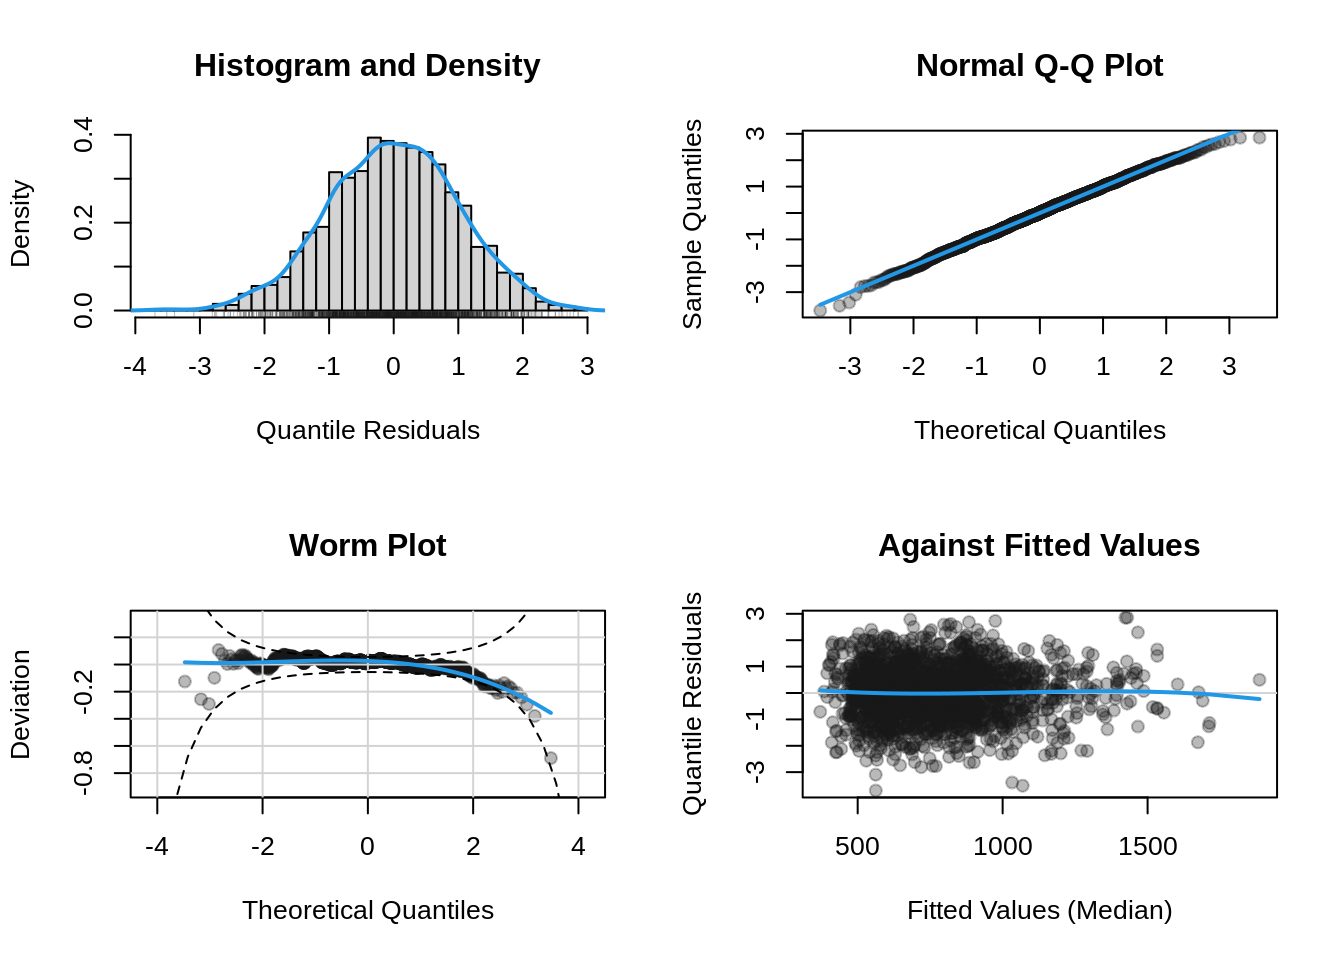 Histogram and Density
Density
0.0 0.2 0.4
-4 -3 -2 -1 0 1 2 3
Quantile Residuals
Normal Q-Q Plot
Sample Quantiles
-3 -1 1 3
-3 -2 -1 0 1 2 3
Theoretical Quantiles
Worm Plot
Deviation
-0.8 -0.2
-4 -2 0 2 4
Theoretical Quantiles
Against Fitted Values
Quantile Residuals
-3 -1 1 3
500 1000 1500
Fitted Values (Median)